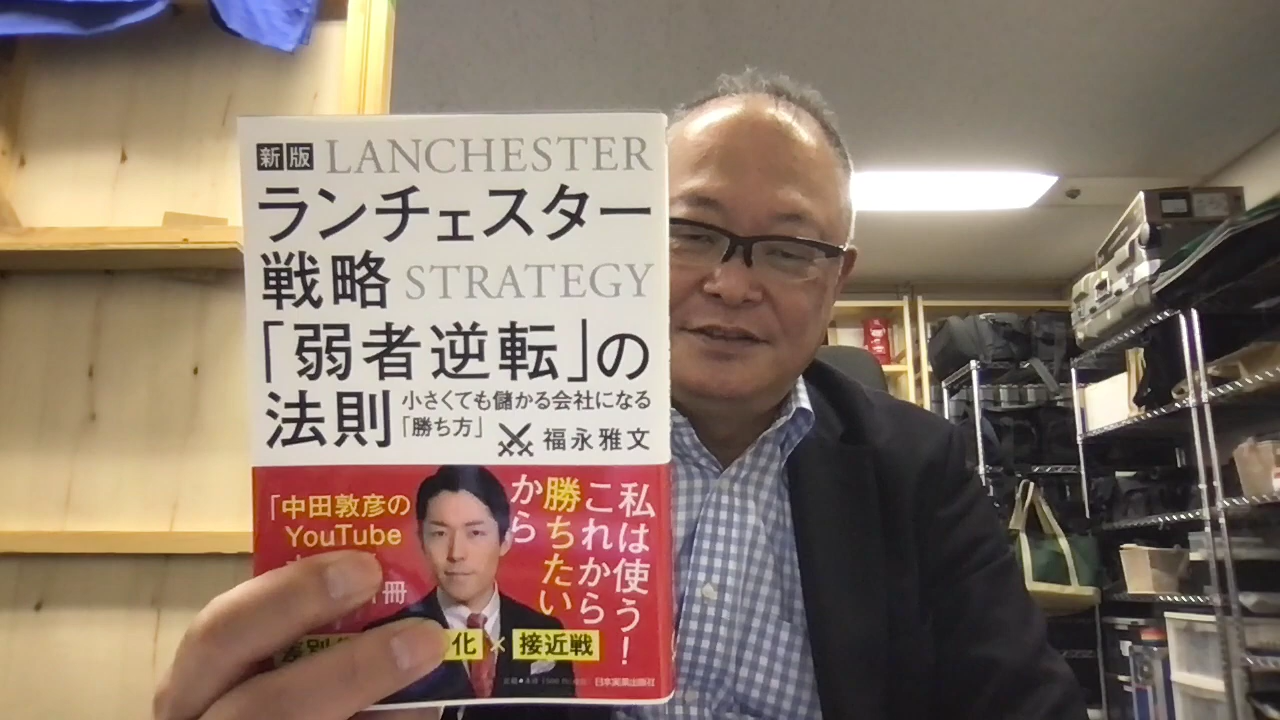 新版 LANCHESTER
ランチェスター
戦略 STRATEGY
「弱者逆転」の
法則 小さくても儲かる会社になる
「勝ち方」 福永雅文
私は使う！
これから
勝ちたい
から
「中田敦彦の
YouTube
冊
化 × 接近戦
日本実業出版社